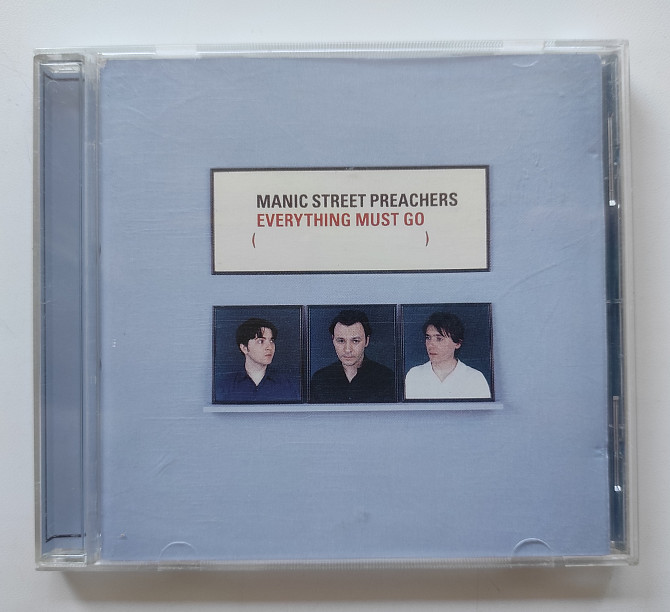 MANIC STREET PREACHERS
EVERYTHING MUST GO
( )